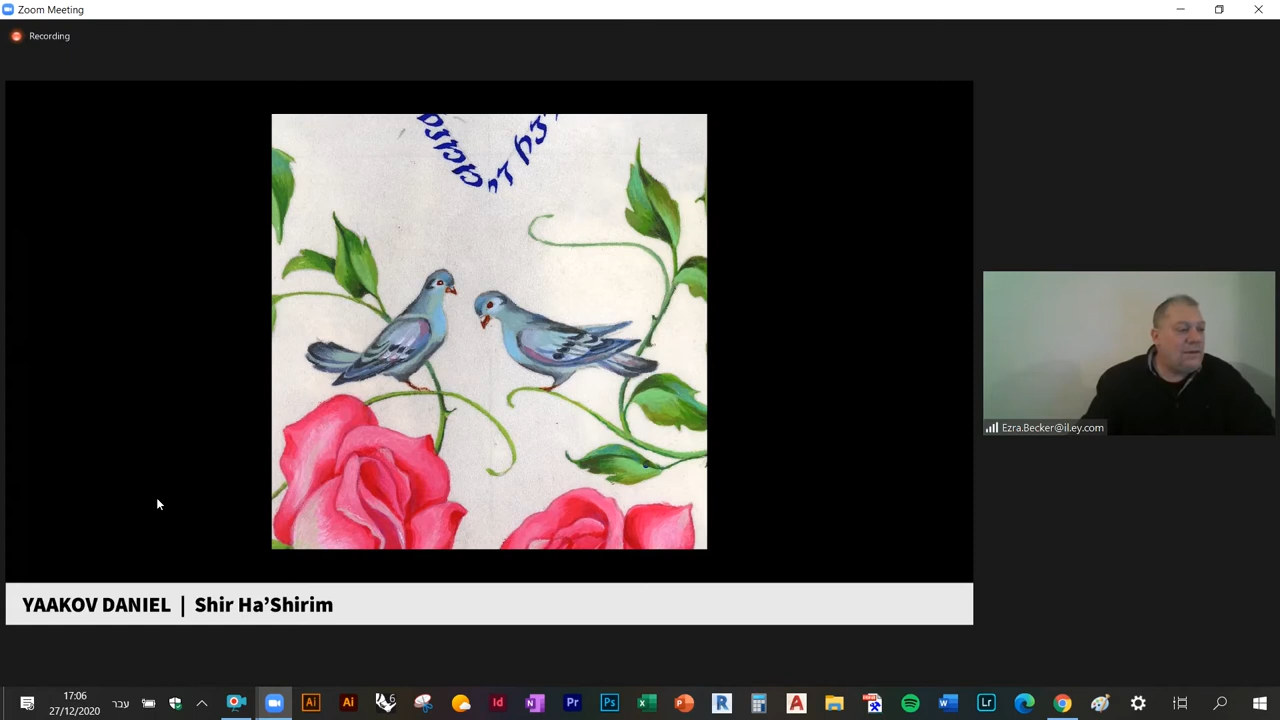 Zoom Meeting
Recording
Ezra.Becker@il.ey.com
YAAKOV DANIEL | Shir Ha’Shirim
17:06
עבר
27/12/2020